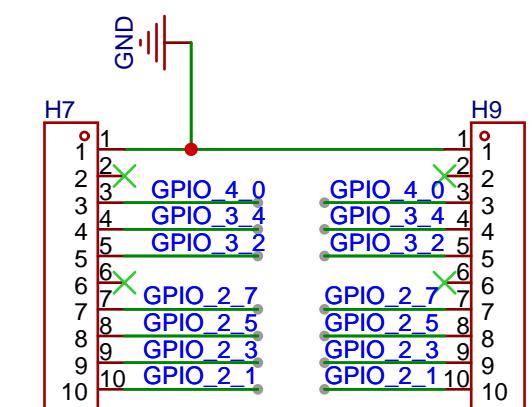 GND
H7 H9
1 1 1 1
2 2 2 2
3 3 GPIO_4_0 GPIO_4_0 3 3
4 4 GPIO_3_4 GPIO_3_4 4 4
5 5 GPIO_3_2 GPIO_3_2 5 5
6 6 6 6
7 7 GPIO_2_7 GPIO_2_7 7 7
8 8 GPIO_2_5 GPIO_2_5 8 8
9 9 GPIO_2_3 GPIO_2_3 9 9
10 10 GPIO_2_1 GPIO_2_1 10 10